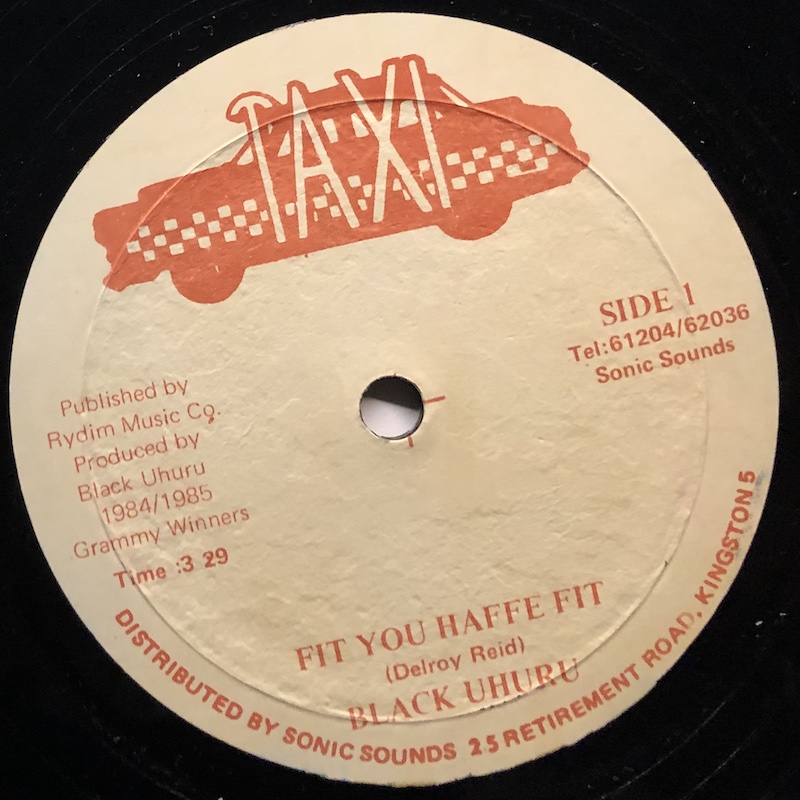 TAXI
SIDE 1
Tel:61204/62036
Sonic Sounds
Published by
Rydim Music Co.
Produced by
Black Uhuru
1984/1985
Grammy Winners
Time :3 29
FIT YOU HAFFE FIT
(Delroy Reid)
BLACK UHURU
DISTRIBUTED BY SONIC SOUNDS 25 RETIREMENT ROAD, KINGSTON 5